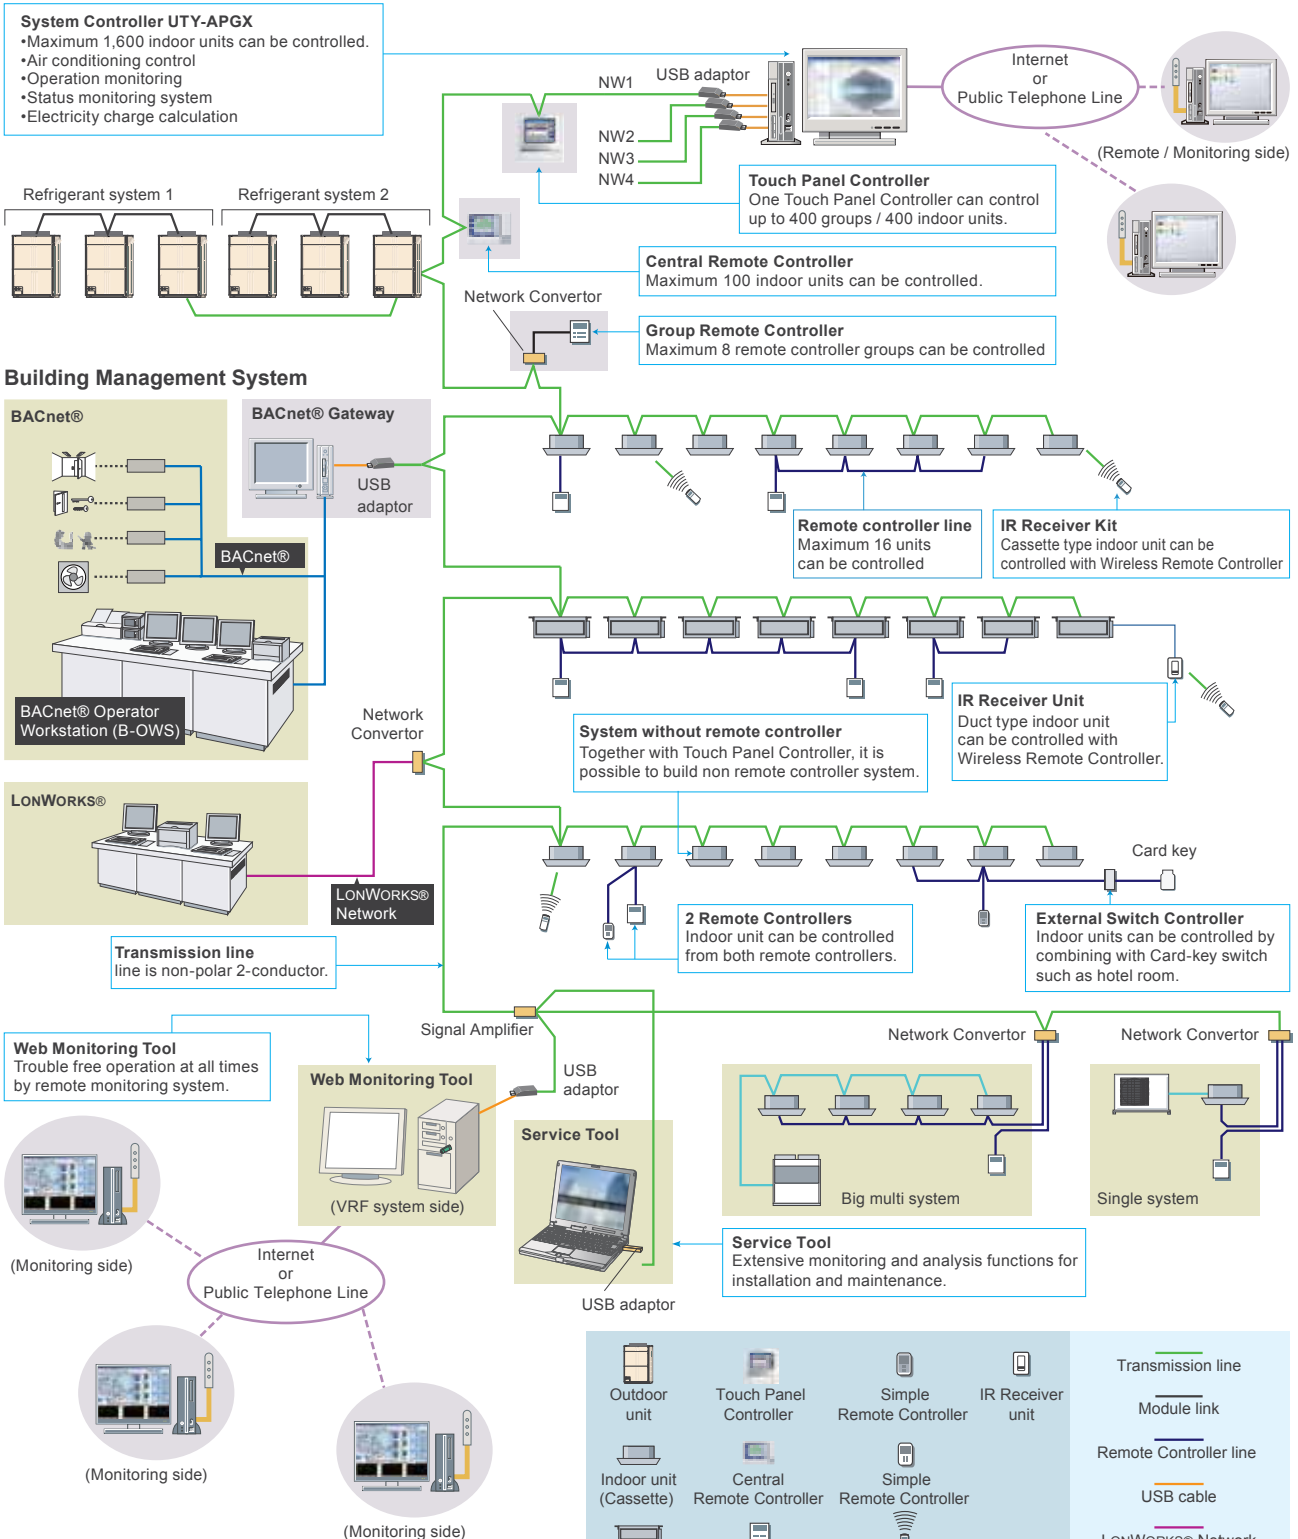 System Controller UTY-APGX
•Maximum 1,600 indoor units can be controlled.
•Air conditioning control
•Operation monitoring
•Status monitoring system
•Electricity charge calculation
NW1
USB adaptor
NW2
NW3
NW4
Internet
or
Public Telephone Line
(Remote / Monitoring side)
Touch Panel Controller
One Touch Panel Controller can control
up to 400 groups / 400 indoor units.
Refrigerant system 1
Refrigerant system 2
Central Remote Controller
Maximum 100 indoor units can be controlled.
Network Convertor
Group Remote Controller
Maximum 8 remote controller groups can be controlled
Building Management System
BACnet®
BACnet® Gateway
USB
adaptor
BACnet®
BACnet® Operator
Workstation (B-OWS)
Remote controller line
Maximum 16 units
can be controlled
IR Receiver Kit
Cassette type indoor unit can be
controlled with Wireless Remote Controller
IR Receiver Unit
Duct type indoor unit
can be controlled with
Wireless Remote Controller.
Network
Convertor
System without remote controller
Together with Touch Panel Controller, it is
possible to build non remote controller system.
LONWORKS®
LONWORKS®
Network
Card key
2 Remote Controllers
Indoor unit can be controlled
from both remote controllers.
External Switch Controller
Indoor units can be controlled by
combining with Card-key switch
such as hotel room.
Transmission line
line is non-polar 2-conductor.
Signal Amplifier
Network Convertor
Network Convertor
Web Monitoring Tool
Trouble free operation at all times
by remote monitoring system.
Web Monitoring Tool
(VRF system side)
USB
adaptor
Service Tool
USB adaptor
Big multi system
Single system
Service Tool
Extensive monitoring and analysis functions for
installation and maintenance.
(Monitoring side)
Internet
or
Public Telephone Line
(Monitoring side)
(Monitoring side)
Outdoor
unit
Touch Panel
Controller
Simple
Remote Controller
IR Receiver
unit
Indoor unit
(Cassette)
Central
Remote Controller
Simple
Remote Controller
Transmission line
Module link
Remote Controller line
USB cable
LONWORKS® Network